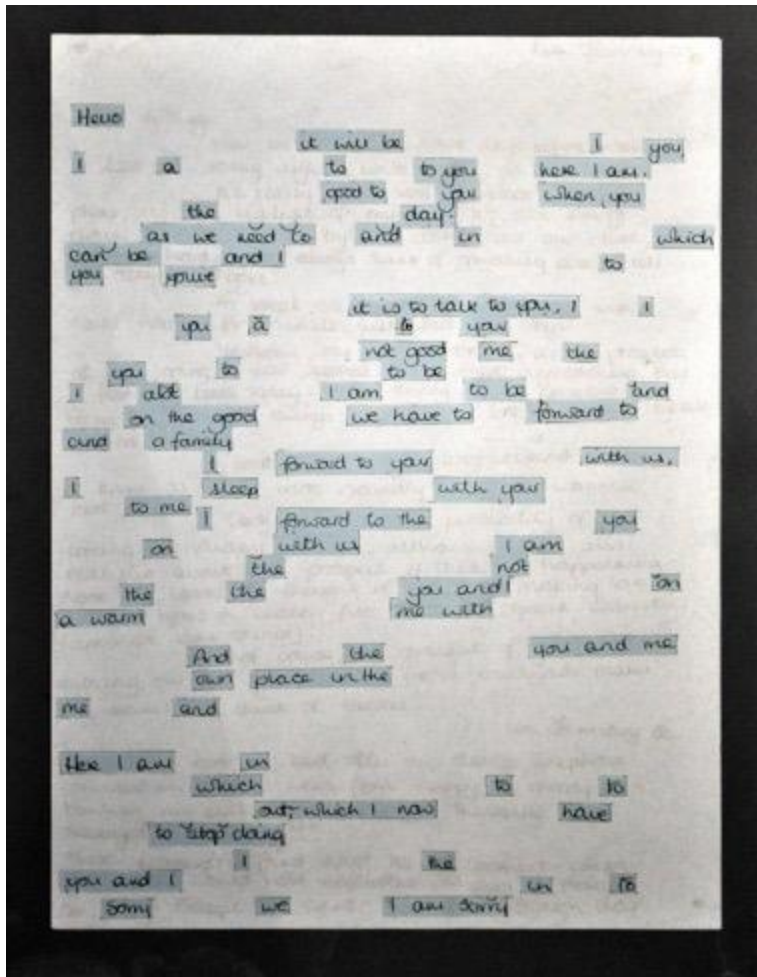 Hello
it will be I you,
I a to to you here I am.
good to you when you
the day.
as we need to and in which
can be and I to
you you've
it is to talk to you, I I
you a to you
not good me the
you to to be
I alot I am to be and
on the good we have to forward to
and a family
I forward to your with us,
I sleep with your
to me I forward to the you
on with us I am
the not
the the you and I on
a warm me with
And the you and me
own place in the
me and
Here I am in
which to to
out, which I now have
to stop doing
I the
you and I in to
sorry we I am sorry